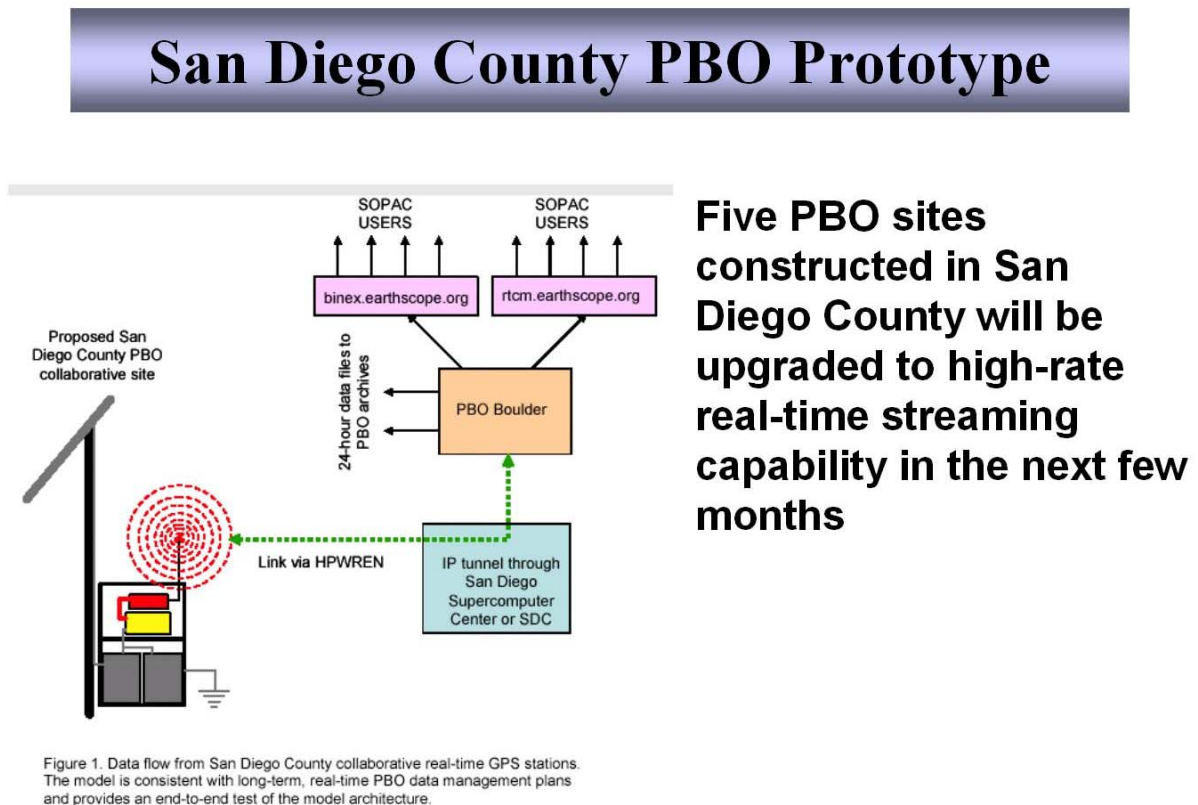 San Diego County PBO Prototype
SOPAC
USERS
SOPAC
USERS
binex.earthscope.org
rtcm.earthscope.org
Proposed San
Diego County PBO
collaborative site
24-hour data files to
PBO archives
PBO Boulder
Link via HPWREN
IP tunnel through
San Diego
Supercomputer
Center or SDC
Five PBO sites
constructed in San
Diego County will be
upgraded to high-rate
real-time streaming
capability in the next few
months
Figure 1. Data flow from San Diego County collaborative real-time GPS stations.
The model is consistent with long-term, real-time PBO data management plans
and provides an end-to-end test of the model architecture.